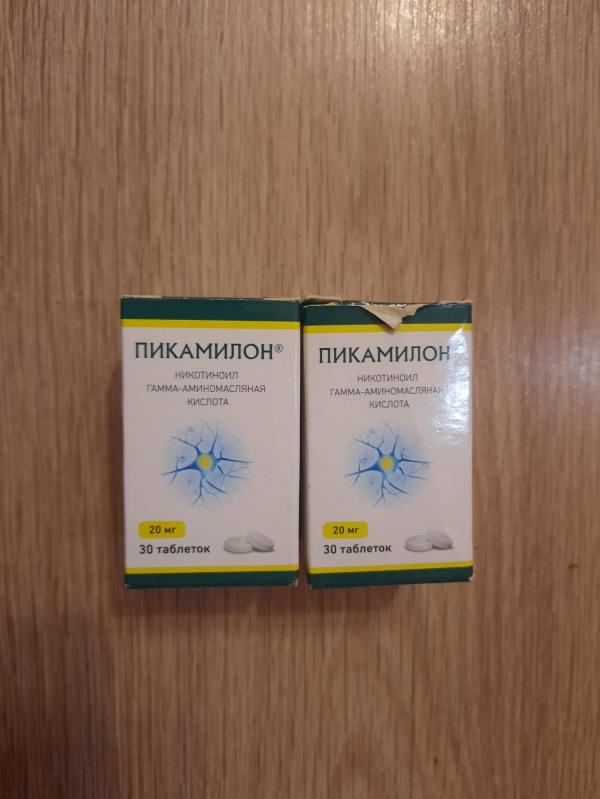 ПИКАМИЛОН®
НИКОТИНОИЛ
ГАММА-АМИНОМАСЛЯНАЯ
КИСЛОТА
20 мг
30 таблеток
ПИКАМИЛОН
НИКОТИНОИЛ
ГАММА-АМИНОМАСЛЯНАЯ
КИСЛОТА
20 мг
30 таблеток